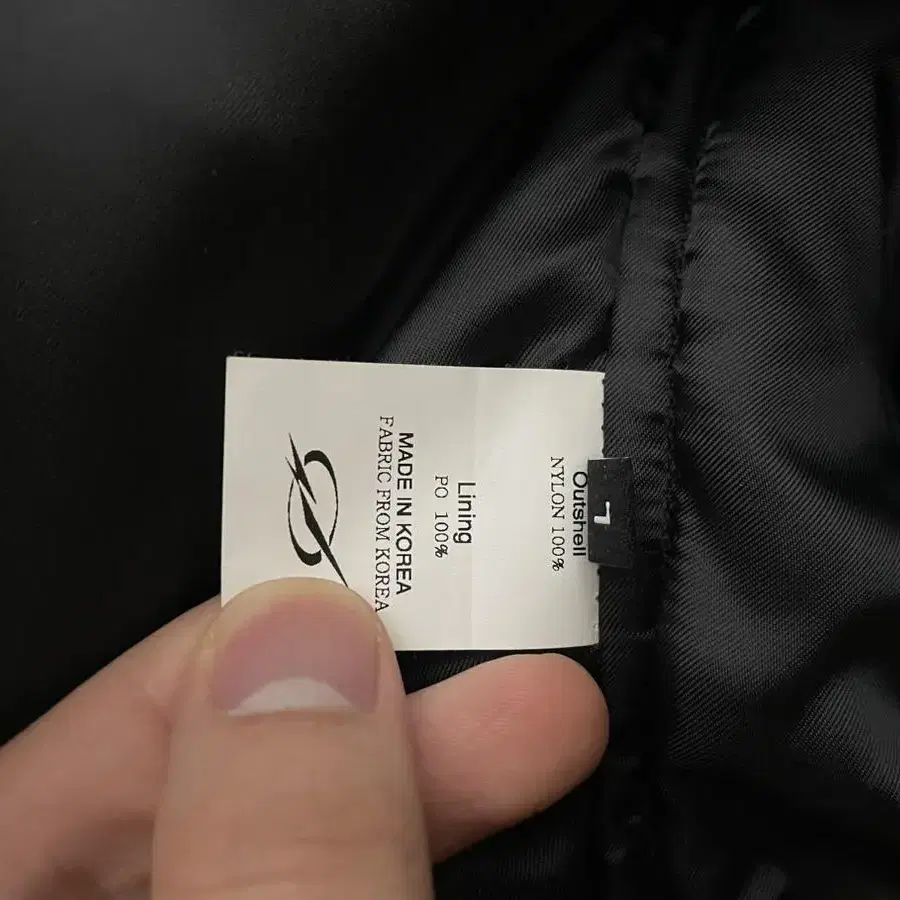 Outshell
NYLON 100%
Lining
PO 100%
MADE IN KOREA
FABRIC FROM KOREA